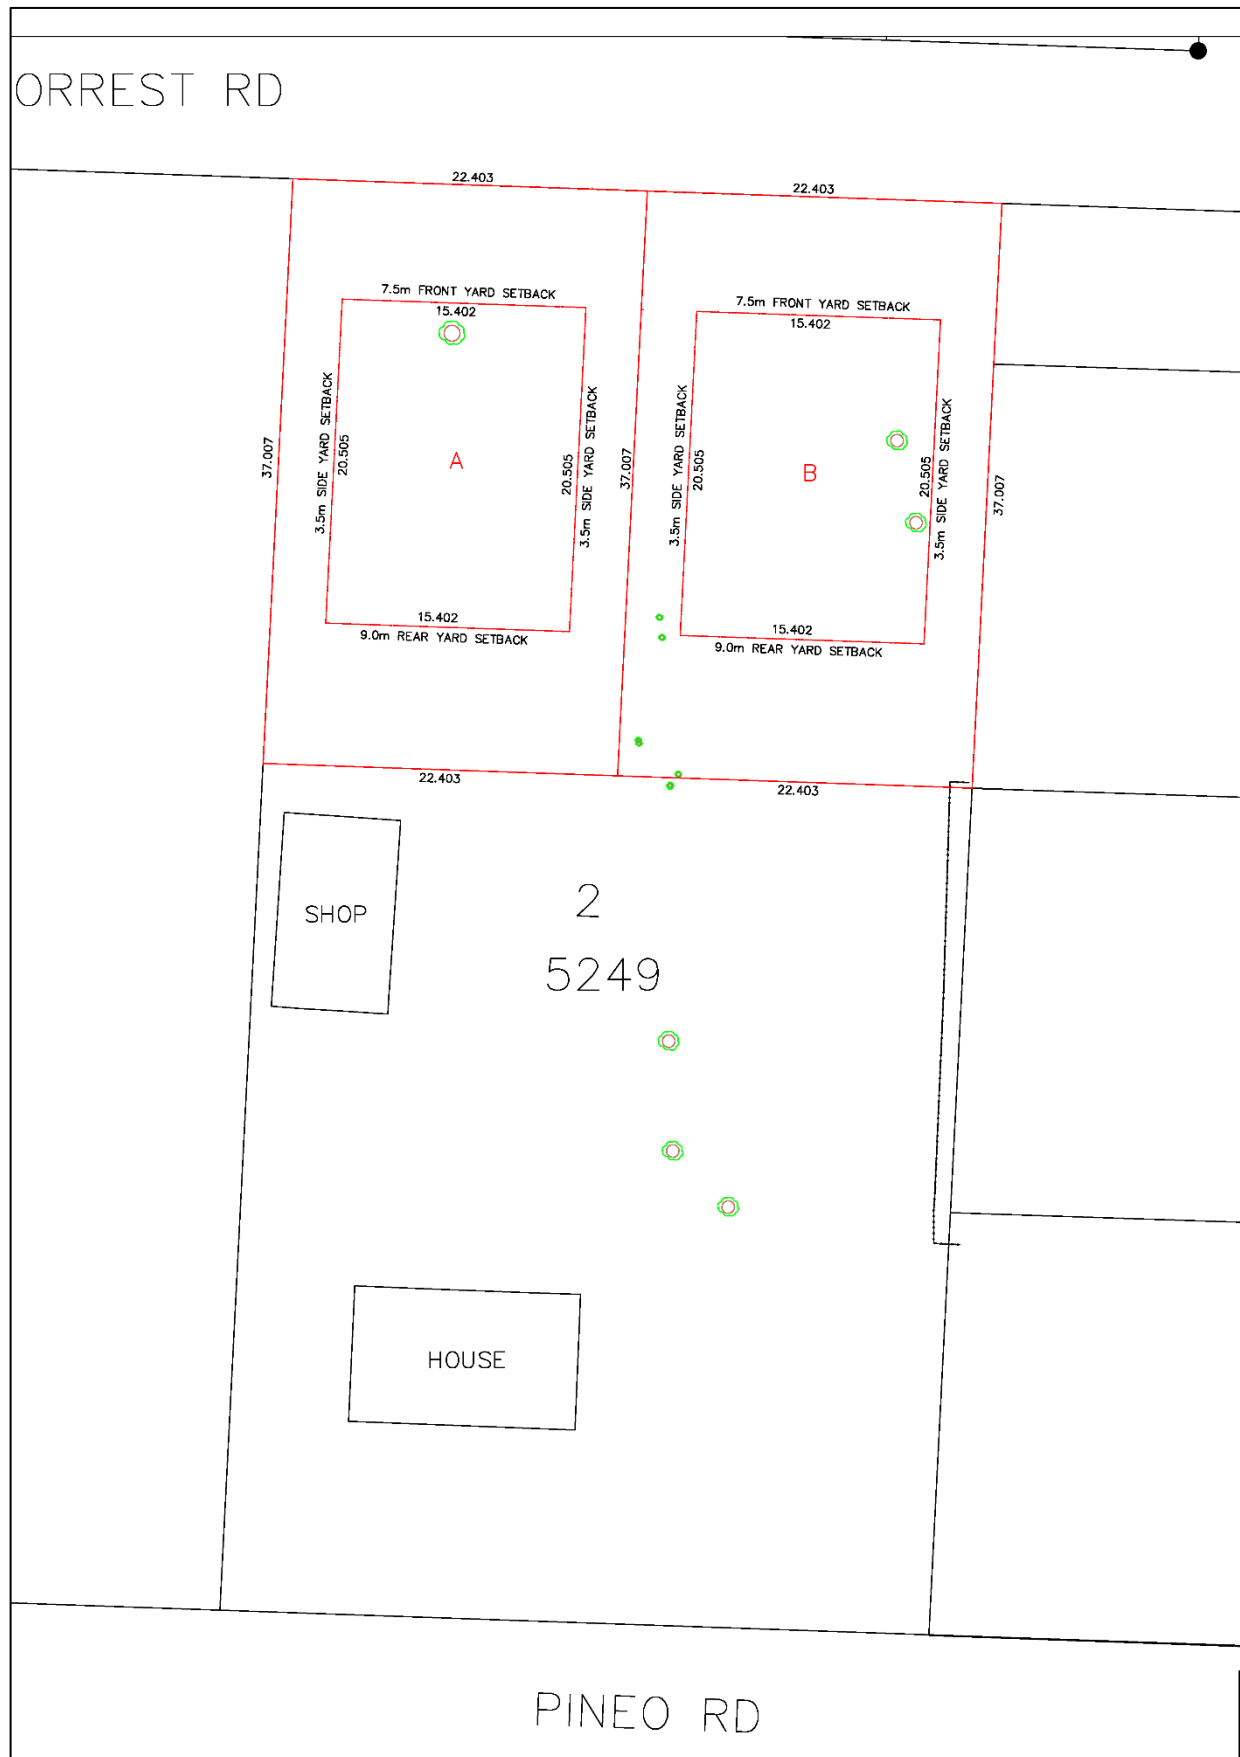 ORREST RD
22.403
22.403
7.5m FRONT YARD SETBACK
15.402
7.5m FRONT YARD SETBACK
15.402
37.007
3.5m SIDE YARD SETBACK
20.505
A
20.505
3.5m SIDE YARD SETBACK
37.007
3.5m SIDE YARD SETBACK
20.505
B
20.505
3.5m SIDE YARD SETBACK
37.007
15.402
9.0m REAR YARD SETBACK
15.402
9.0m REAR YARD SETBACK
22.403
22.403
SHOP
2
5249
HOUSE
PINEO RD